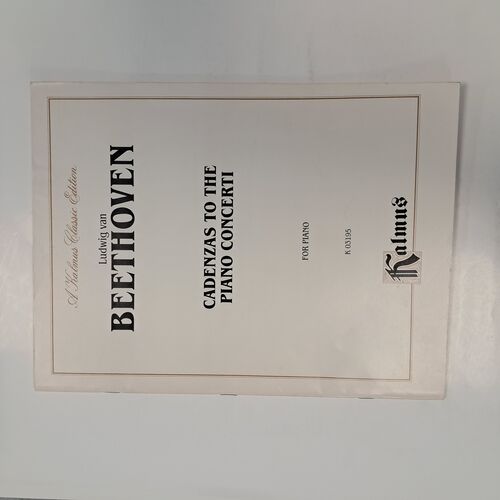 A Kalmus Classic Edition
Ludwig van
BEETHOVEN
CADENZAS TO THE
PIANO CONCERTI
FOR PIANO
K 03195
Kalmus